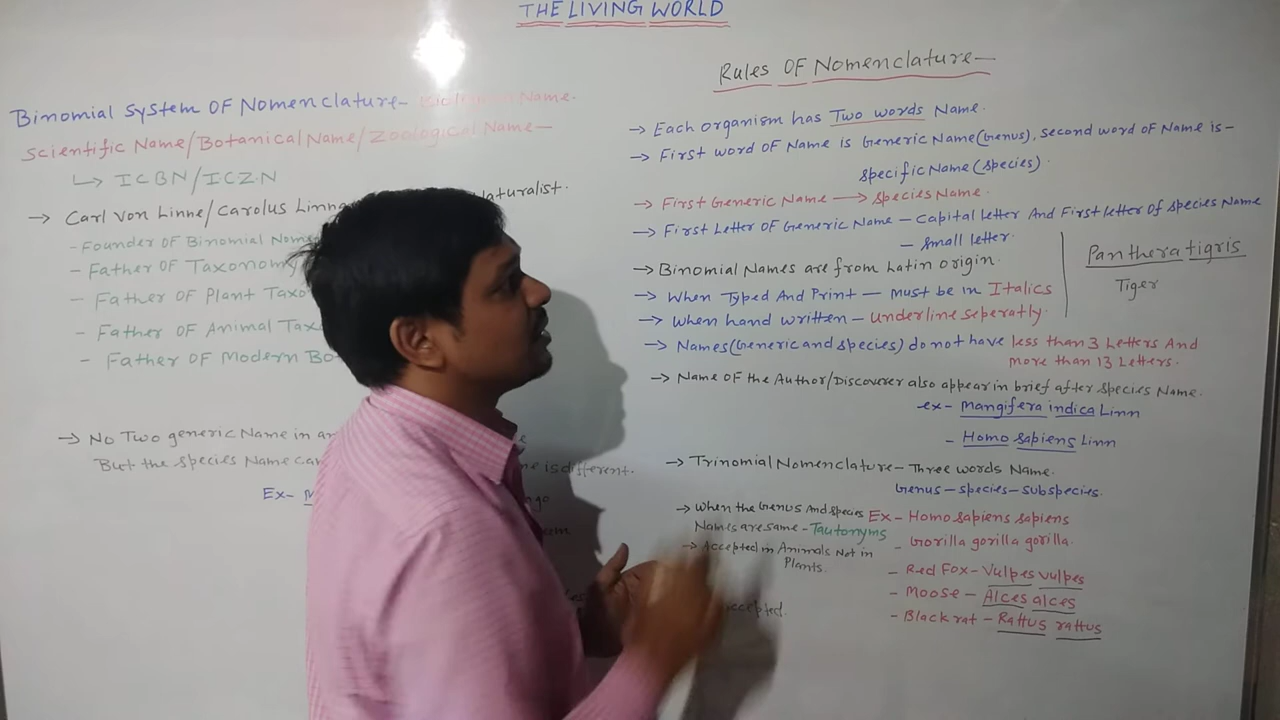 THE LIVING WORLD
Binomial System OF Nomenclature- Name.
Scientific Name/Botanical Name/Zoological Name-
ICBN/ICZN
→ Carl Von Linne/Carolus Naturalist.
- Founder OF Binomial
- Father OF Taxonomy
- Father OF Plant
- Father OF Animal
- Father OF Modern
→ No Two generic Name in
But the species Name is different.
Ex-
Rules OF Nomenclature-
→ Each organism has Two words Name.
→ First word OF Name is Generic Name(Genus), Second word OF Name is-
Specific Name(species).
→ First Generic Name → Species Name.
→ First Letter OF Generic Name - Capital letter And First letter Of species Name
- Small letter.
→ Binomial Names are from Latin origin.
→ When Typed And Print - Must be in Italics
→ When hand written - underline seperatly.
Panthera tigris
Tiger
→ Names(Generic and species) do not have less than 3 Letters And
more than 13 Letters.
→ Name OF the Author/Discoverer also appear in brief after species Name.
ex- Mangifera indica Linn
- Homo sapiens Linn
→ Trinomial Nomenclature- Three words Name.
Genus-species-subspecies.
Ex- Homo sapiens sapiens
- Gorilla gorilla gorilla.
→ When the Genus And species
Names are same - Tautonyms
→ Accepted in Animals Not in
Plants.
- Red Fox- Vulpes vulpes
- Moose - Alces alces
- Black rat - Rattus rattus
accepted.